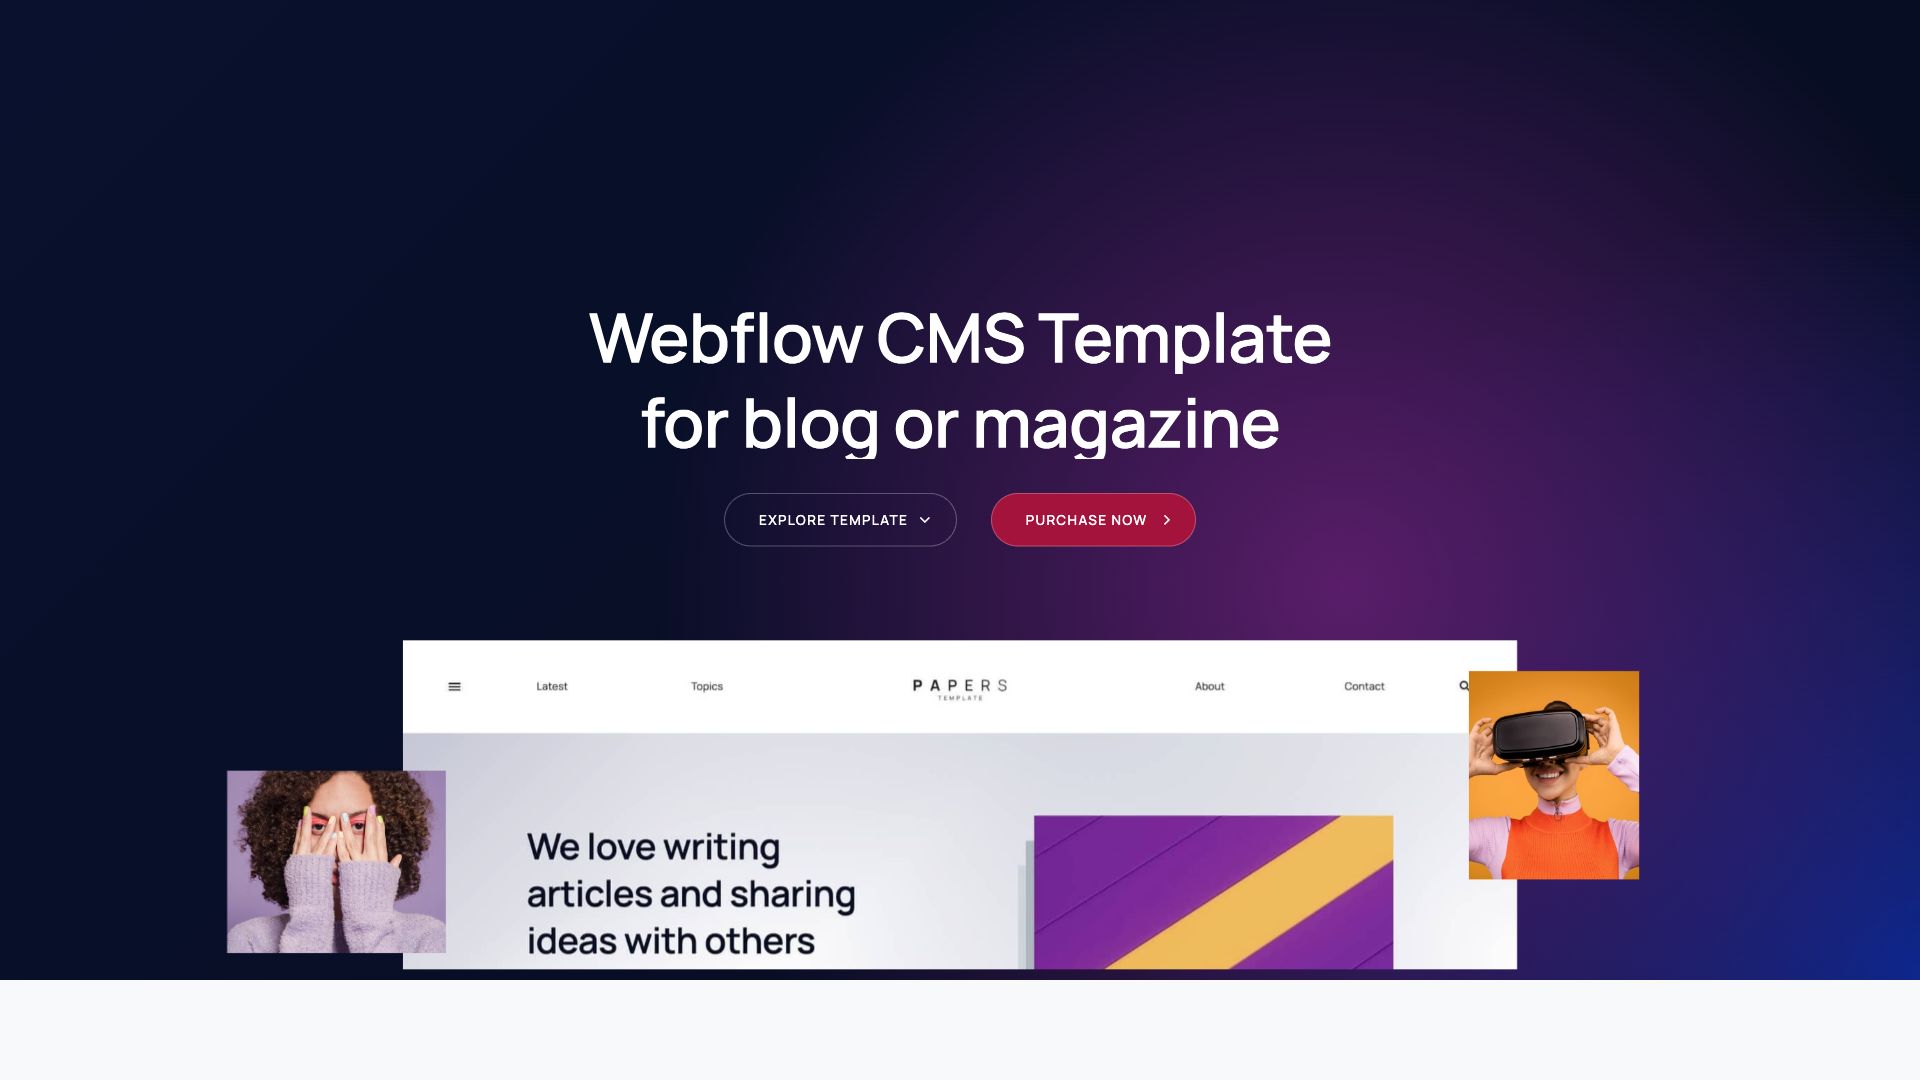 Webflow CMS Template
for blog or magazine
EXPLORE TEMPLATE
PURCHASE NOW
Latest
Topics
PAPERS
TEMPLATE
About
Contact
We love writing
articles and sharing
ideas with others